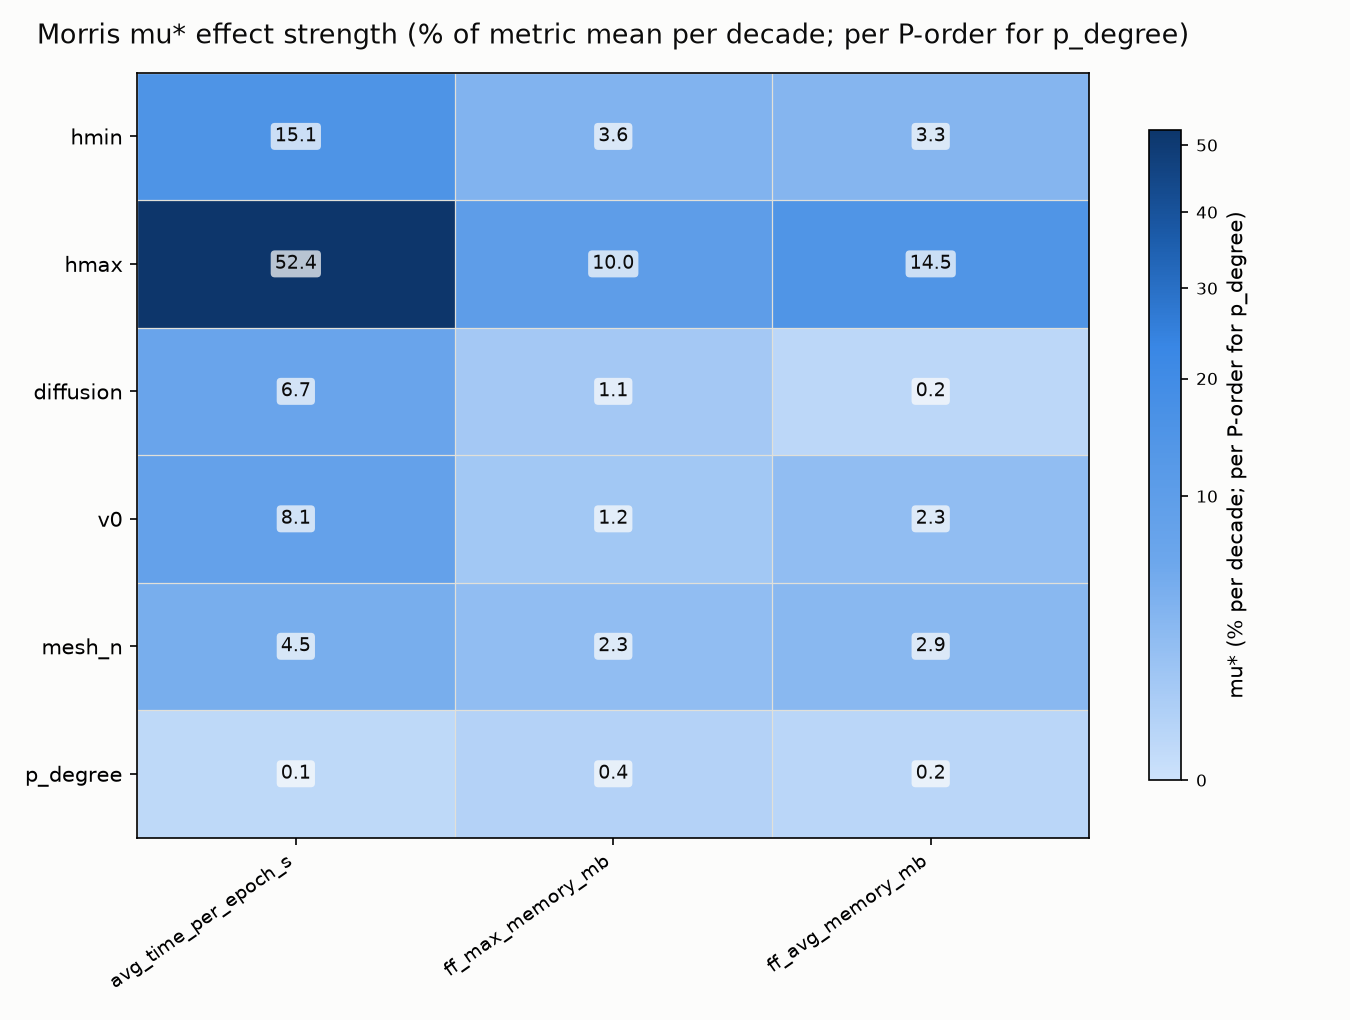 Morris mu* effect strength (% of metric mean per decade; per P-order for p_degree)
hmin 15.1 3.6 3.3
hmax 52.4 10.0 14.5
diffusion 6.7 1.1 0.2
v0 8.1 1.2 2.3
mesh_n 4.5 2.3 2.9
p_degree 0.1 0.4 0.2
avg_time_per_epoch_s ff_max_memory_mb ff_avg_memory_mb
50
40
30
20
10
0
mu* (% per decade; per P-order for p_degree)